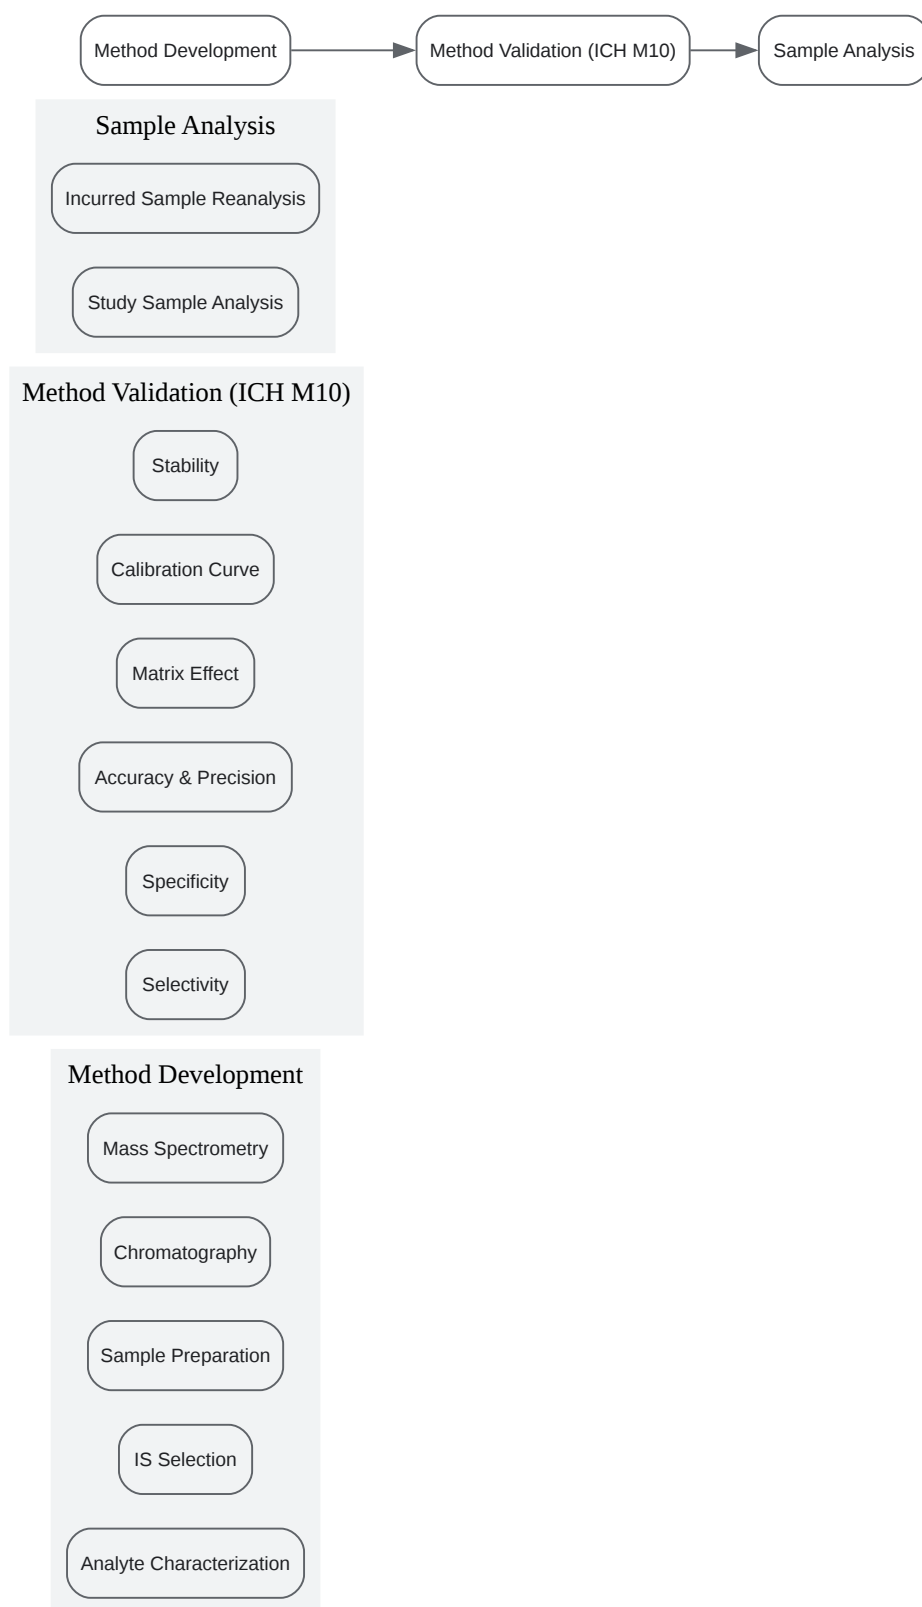 Method Development
Method Validation (ICH M10)
Sample Analysis
Sample Analysis
Incurred Sample Reanalysis
Study Sample Analysis
Method Validation (ICH M10)
Stability
Calibration Curve
Matrix Effect
Accuracy & Precision
Specificity
Selectivity
Method Development
Mass Spectrometry
Chromatography
Sample Preparation
IS Selection
Analyte Characterization